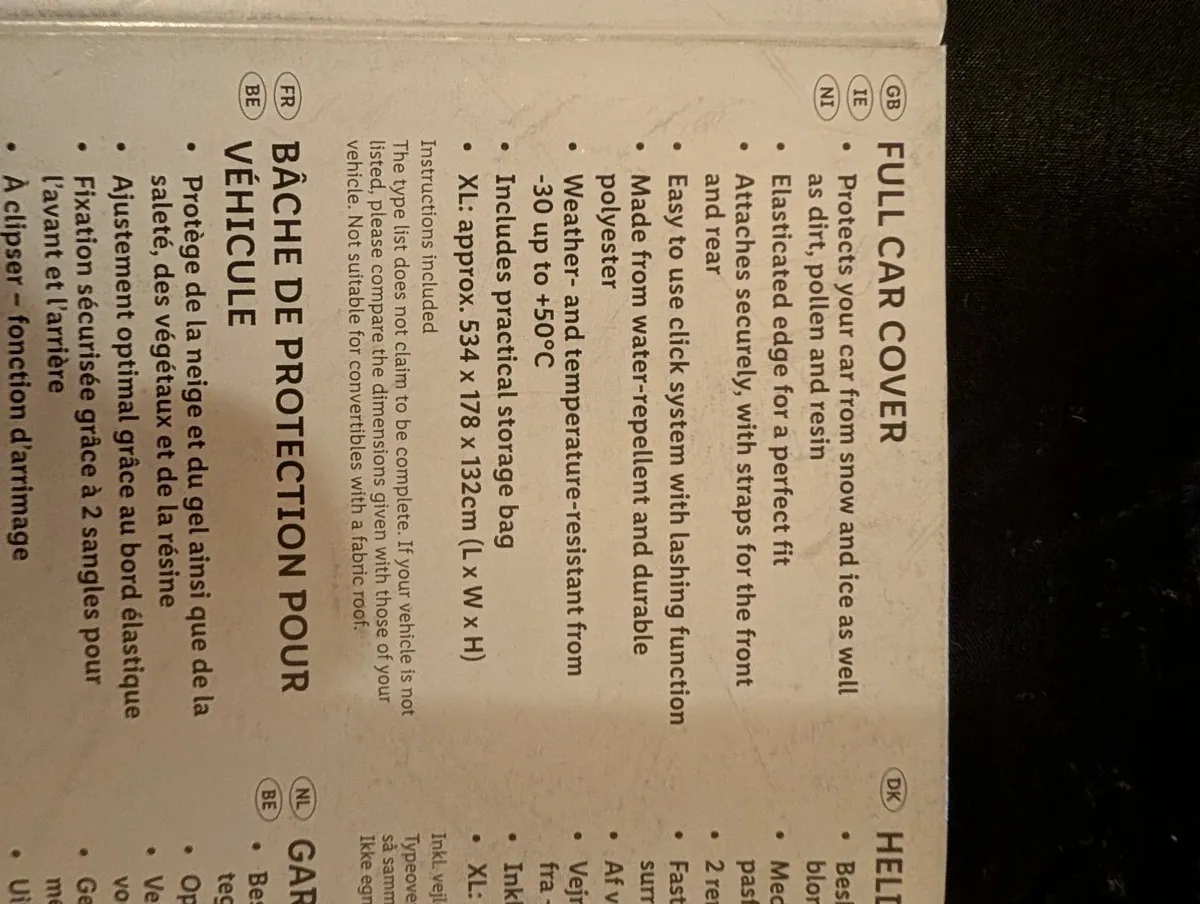 GB
IE
NI
FULL CAR COVER
• Protects your car from snow and ice as well
as dirt, pollen and resin
• Elasticated edge for a perfect fit
• Attaches securely, with straps for the front
and rear
• Easy to use click system with lashing function
• Made from water-repellent and durable
polyester
• Weather- and temperature-resistant from
-30 up to +50°C
• Includes practical storage bag
• XL: approx. 534 x 178 x 132cm (L x W x H)
Instructions included
The type list does not claim to be complete. If your vehicle is not
listed, please compare the dimensions given with those of your
vehicle. Not suitable for convertibles with a fabric roof.
FR
BE
BÂCHE DE PROTECTION POUR
VÉHICULE
• Protège de la neige et du gel ainsi que de la
saleté, des végétaux et de la résine
• Ajustement optimal grâce au bord élastique
• Fixation sécurisée grâce à 2 sangles pour
l'avant et l'arrière
• À clipser – fonction d'arrimage
DK
• 2
• Af
• XL:
Inkl.
så
Ikke
NL
BE